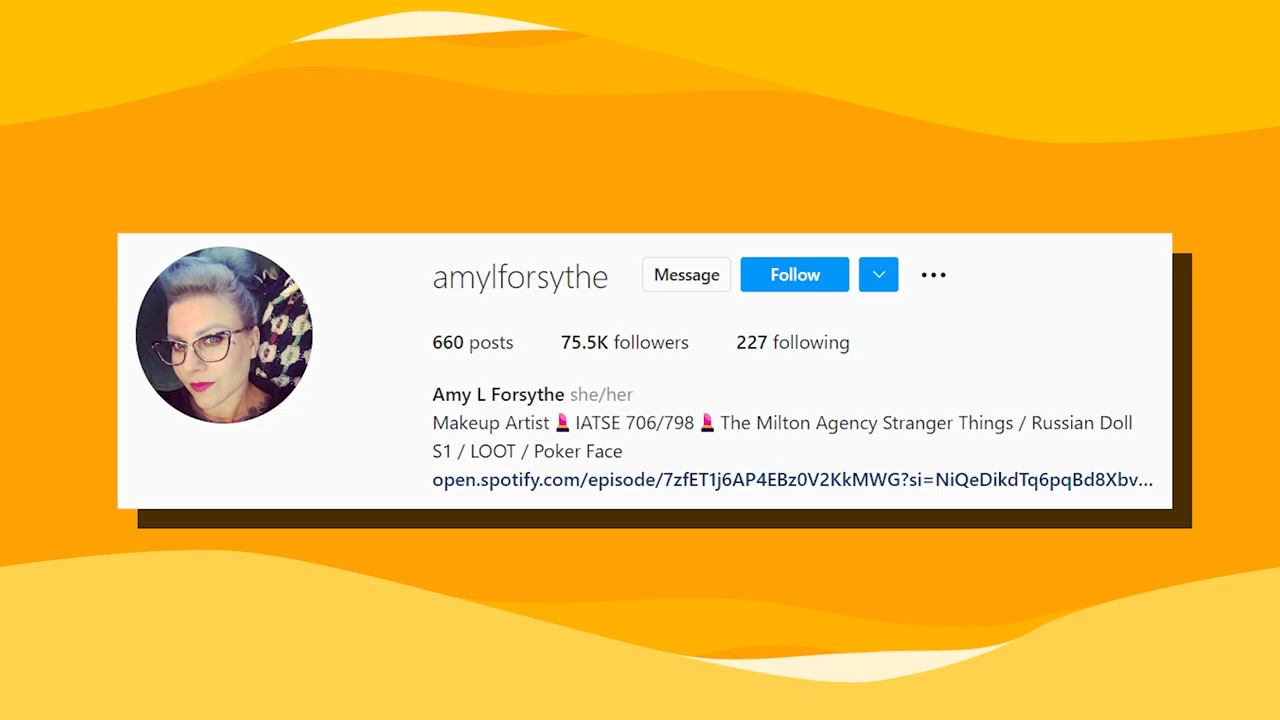 amylforsythe Message Follow
660 posts 75.5K followers 227 following
Amy L Forsythe she/her
Makeup Artist 💄IATSE 706/798 💄The Milton Agency Stranger Things / Russian Doll
S1 / LOOT / Poker Face
open.spotify.com/episode/7zfET1j6AP4EBz0V2KkMWG?si=NiQeDikdTq6pqBd8Xbv...